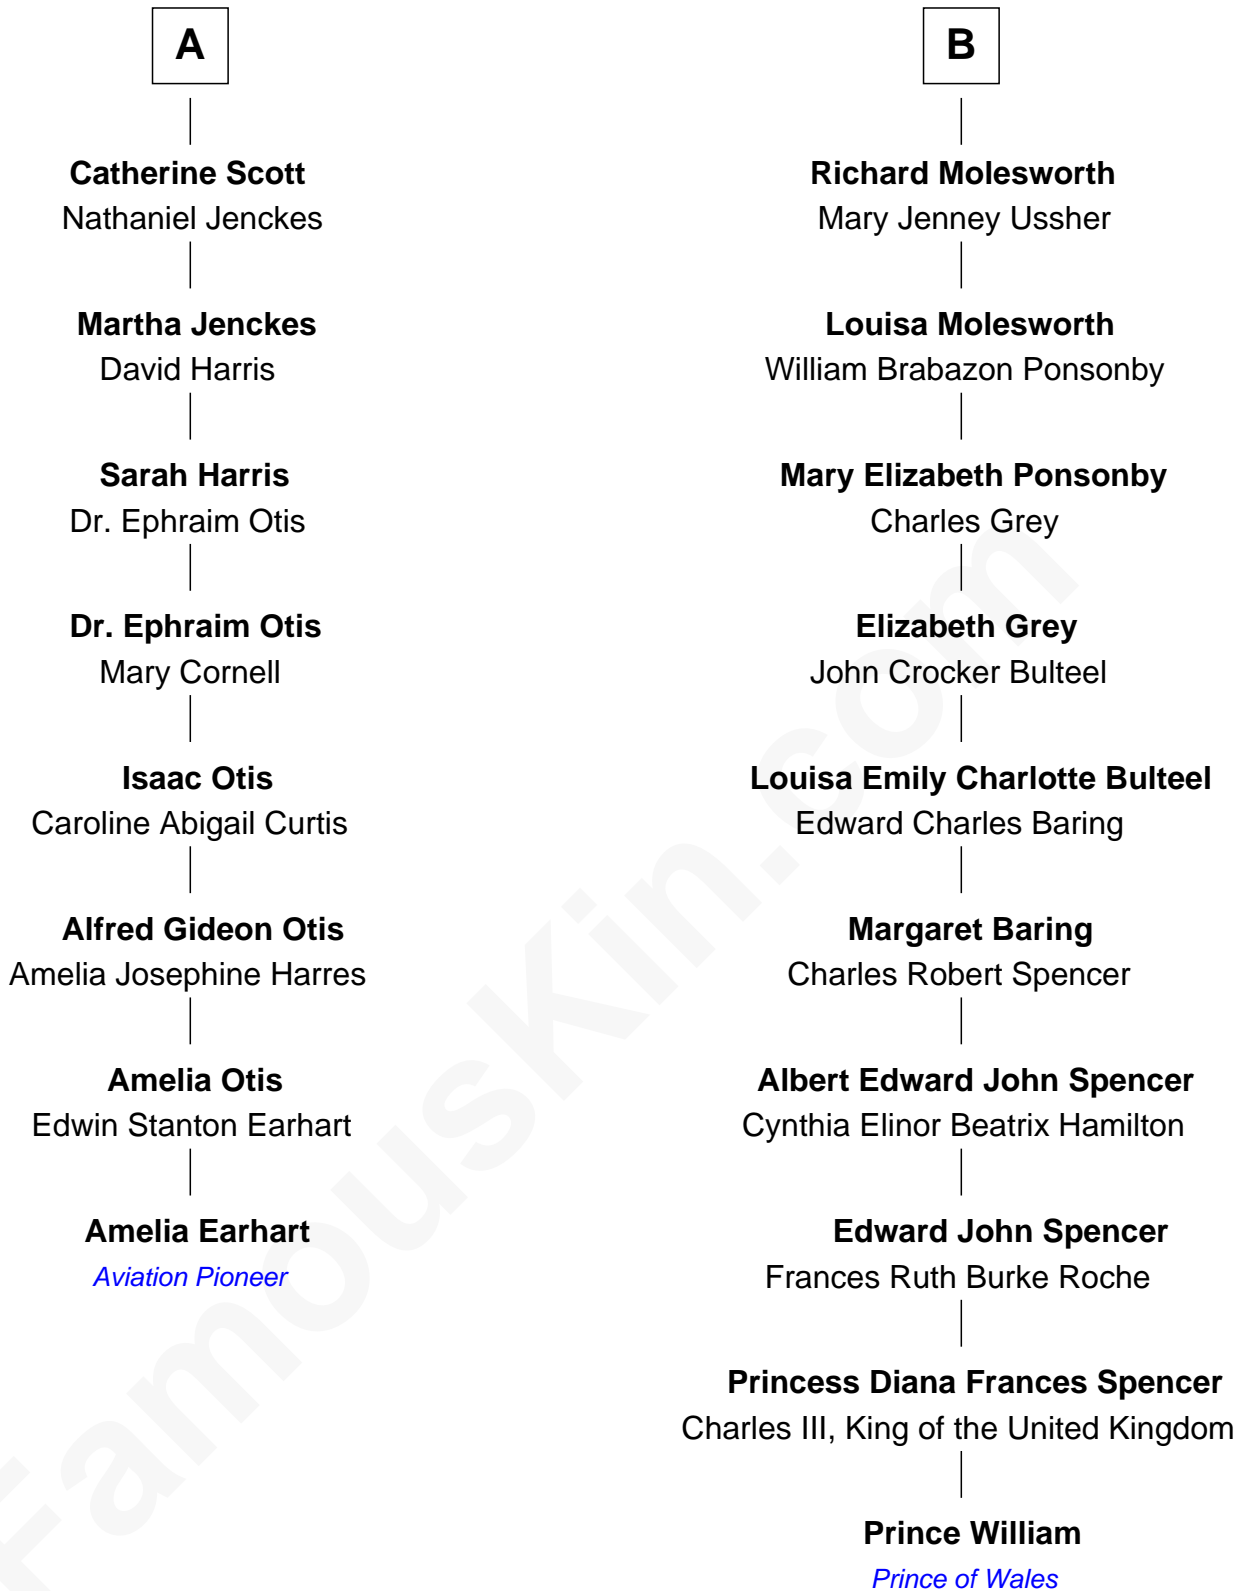 A
Catherine Scott
Nathaniel Jenckes
Martha Jenckes
David Harris
Sarah Harris
Dr. Ephraim Otis
Dr. Ephraim Otis
Mary Cornell
Isaac Otis
Caroline Abigail Curtis
Alfred Gideon Otis
Amelia Josephine Harres
Amelia Otis
Edwin Stanton Earhart
Amelia Earhart
Aviation Pioneer
B
Richard Molesworth
Mary Jenney Ussher
Louisa Molesworth
William Brabazon Ponsonby
Mary Elizabeth Ponsonby
Charles Grey
Elizabeth Grey
John Crocker Bulteel
Louisa Emily Charlotte Bulteel
Edward Charles Baring
Margaret Baring
Charles Robert Spencer
Albert Edward John Spencer
Cynthia Elinor Beatrix Hamilton
Edward John Spencer
Frances Ruth Burke Roche
Princess Diana Frances Spencer
Charles III, King of the United Kingdom
Prince William
Prince of Wales
FamousKin.com